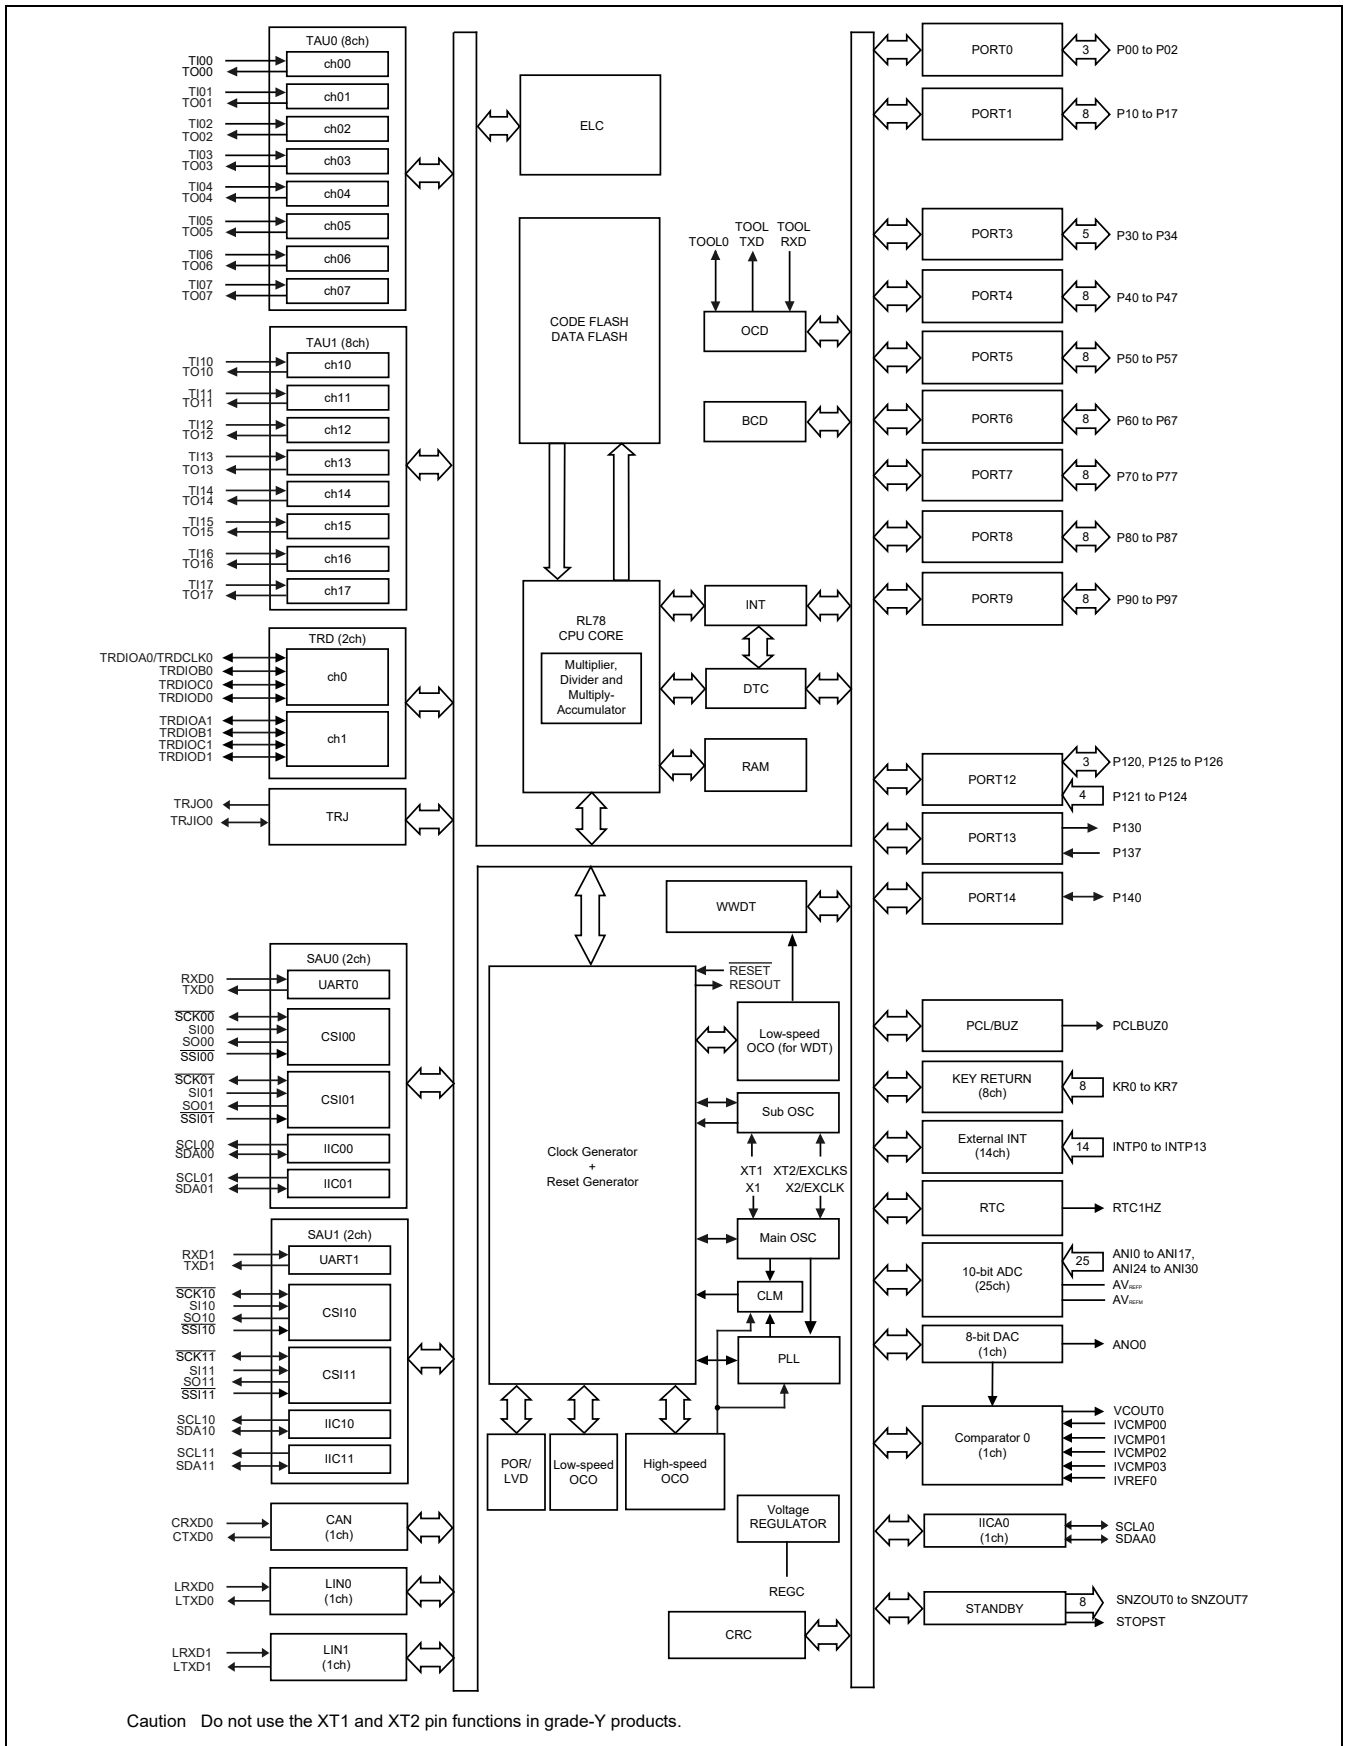 TAU0 (8ch)
TI00
TO00
ch00
TI01
TO01
ch01
TI02
TO02
ch02
TI03
TO03
ch03
TI04
TO04
ch04
TI05
TO05
ch05
TI06
TO06
ch06
TI07
TO07
ch07
TAU1 (8ch)
TI10
TO10
ch10
TI11
TO11
ch11
TI12
TO12
ch12
TI13
TO13
ch13
TI14
TO14
ch14
TI15
TO15
ch15
TI16
TO16
ch16
TI17
TO17
ch17
TRD (2ch)
TRDIOA0/TRDCLK0
TRDIOB0
TRDIOC0
TRDIOD0
ch0
TRDIOA1
TRDIOB1
TRDIOC1
TRDIOD1
ch1
TRJO0
TRJIO0
TRJ
SAU0 (2ch)
RXD0
TXD0
UART0
SCK00
SI00
SO00
SSI00
CSI00
SCK01
SI01
SO01
SSI01
CSI01
SCL00
SDA00
IIC00
SCL01
SDA01
IIC01
SAU1 (2ch)
RXD1
TXD1
UART1
SCK10
SI10
SO10
SSI10
CSI10
SCK11
SI11
SO11
SSI11
CSI11
SCL10
SDA10
IIC10
SCL11
SDA11
IIC11
CRXD0
CTXD0
CAN
(1ch)
LRXD0
LTXD0
LIN0
(1ch)
LRXD1
LTXD1
LIN1
(1ch)
ELC
CODE FLASH
DATA FLASH
TOOL0
TOOL
TXD
TOOL
RXD
OCD
BCD
RL78
CPU CORE
Multiplier,
Divider and
Multiply-
Accumulator
INT
DTC
RAM
WWDT
RESET
RESOUT
Low-speed
OCO (for WDT)
Clock Generator
+
Reset Generator
Sub OSC
XT1
X1
XT2/EXCLKS
X2/EXCLK
Main OSC
CLM
PLL
POR/
LVD
Low-speed
OCO
High-speed
OCO
Voltage
REGULATOR
REGC
CRC
PORT0
3
P00 to P02
PORT1
8
P10 to P17
PORT3
5
P30 to P34
PORT4
8
P40 to P47
PORT5
8
P50 to P57
PORT6
8
P60 to P67
PORT7
8
P70 to P77
PORT8
8
P80 to P87
PORT9
8
P90 to P97
PORT12
3
P120, P125 to P126
4
P121 to P124
PORT13
P130
P137
PORT14
P140
PCL/BUZ
PCLBUZ0
KEY RETURN
(8ch)
8
KR0 to KR7
External INT
(14ch)
14
INTP0 to INTP13
RTC
RTC1HZ
10-bit ADC
(25ch)
25
ANI0 to ANI17,
ANI24 to ANI30
AVREFP
AVREFM
8-bit DAC
(1ch)
ANO0
Comparator 0
(1ch)
VCOUT0
IVCMP00
IVCMP01
IVCMP02
IVCMP03
IVREF0
IICA0
(1ch)
SCLA0
SDAA0
STANDBY
8
SNZOUT0 to SNZOUT7
STOPST
Caution Do not use the XT1 and XT2 pin functions in grade-Y products.